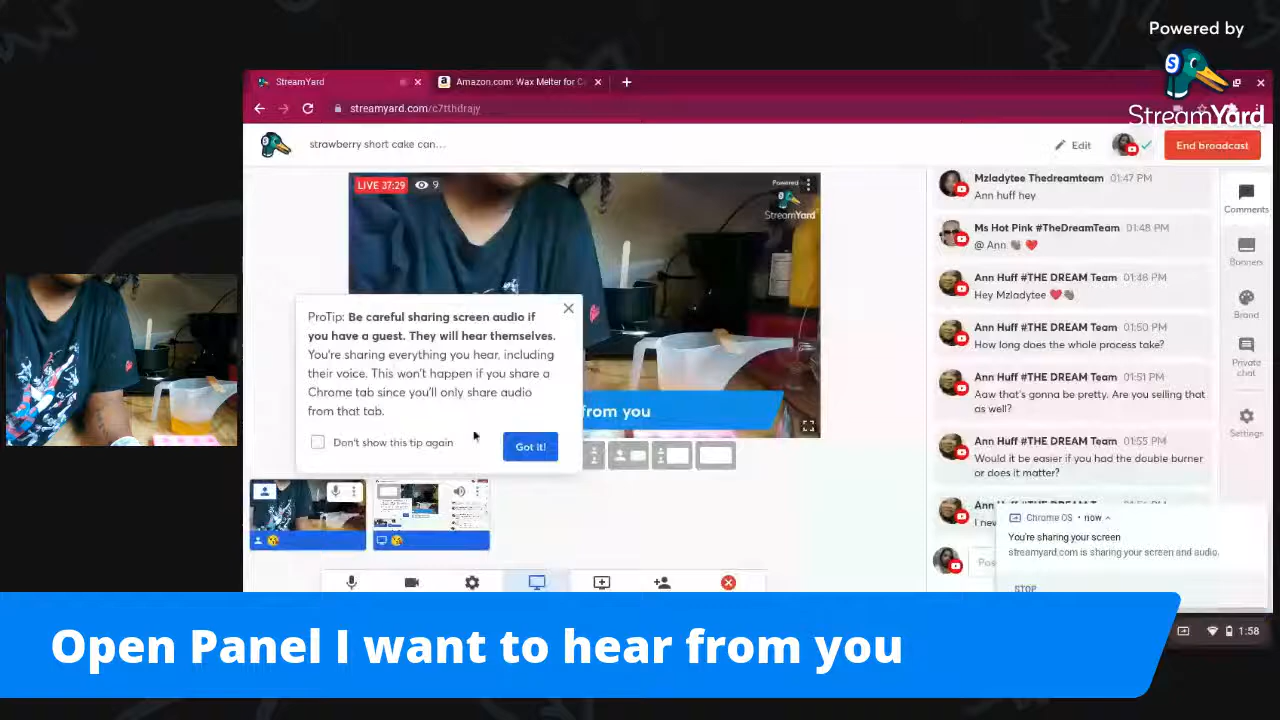 Powered by
StreamYard
StreamYard
Amazon.com: Wax Melter for Ca
streamyard.com/c7tthdrajy
strawberry short cake can...
Edit
End broadcast
LIVE 37:29
9
Powered
StreamYard
ProTip: Be careful sharing screen audio if
you have a guest. They will hear themselves.
You're sharing everything you hear, including
their voice. This won't happen if you share a
Chrome tab since you'll only share audio
from that tab.
Don't show this tip again
Got it!
from you
Mzladytee Thedreamteam 01:47 PM
Ann huff hey
Ms Hot Pink #TheDreamTeam 01:48 PM
@ Ann 👋🏿 ❤️
Ann Huff #THE DREAM Team 01:48 PM
Hey Mzladytee ❤️👋🏿
Ann Huff #THE DREAM Team 01:50 PM
How long does the whole process take?
Ann Huff #THE DREAM Team 01:51 PM
Aaw that's gonna be pretty. Are you selling that
as well?
Ann Huff #THE DREAM Team 01:55 PM
Would it be easier if you had the double burner
or does it matter?
Ann
I nev
Pos
Comments
Banners
Brand
Private
chat
Settings
Chrome OS • now
You're sharing your screen
streamyard.com is sharing your screen and audio.
STOP
1:58
Open Panel I want to hear from you